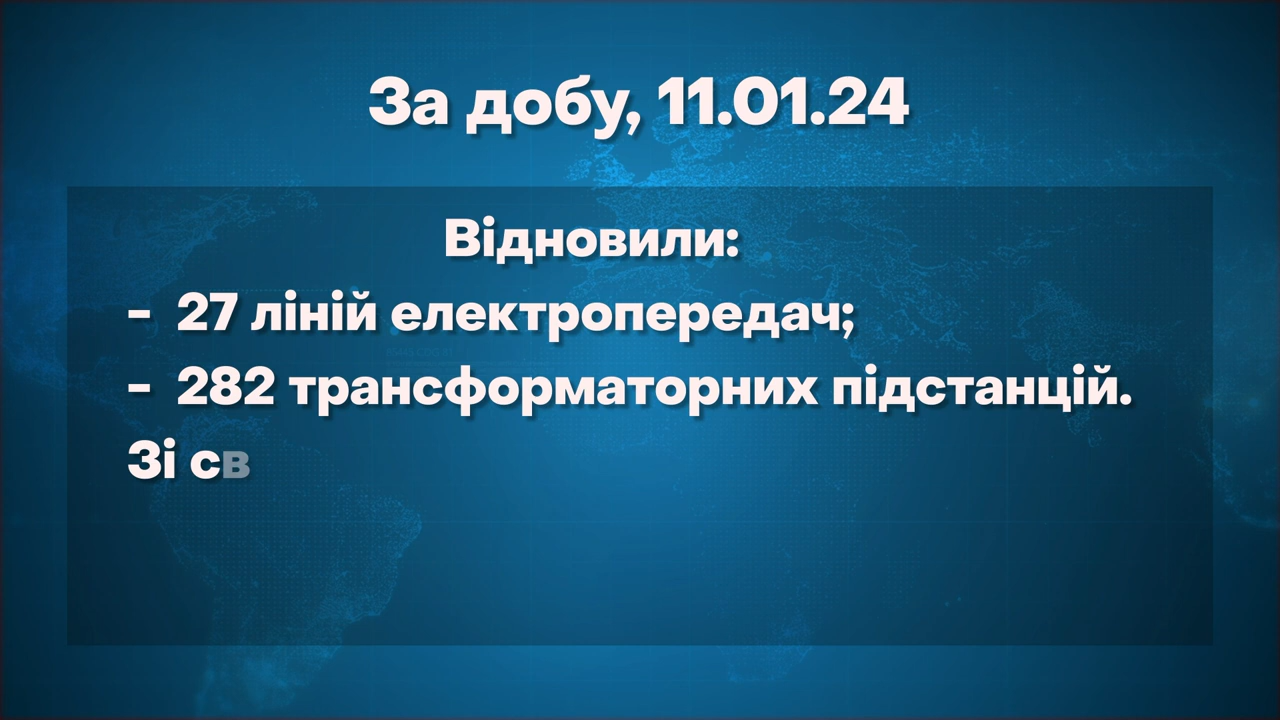 За добу, 11.01.24
Відновили:
- 27 ліній електропередач;
- 282 трансформаторних підстанцій.
Зі св